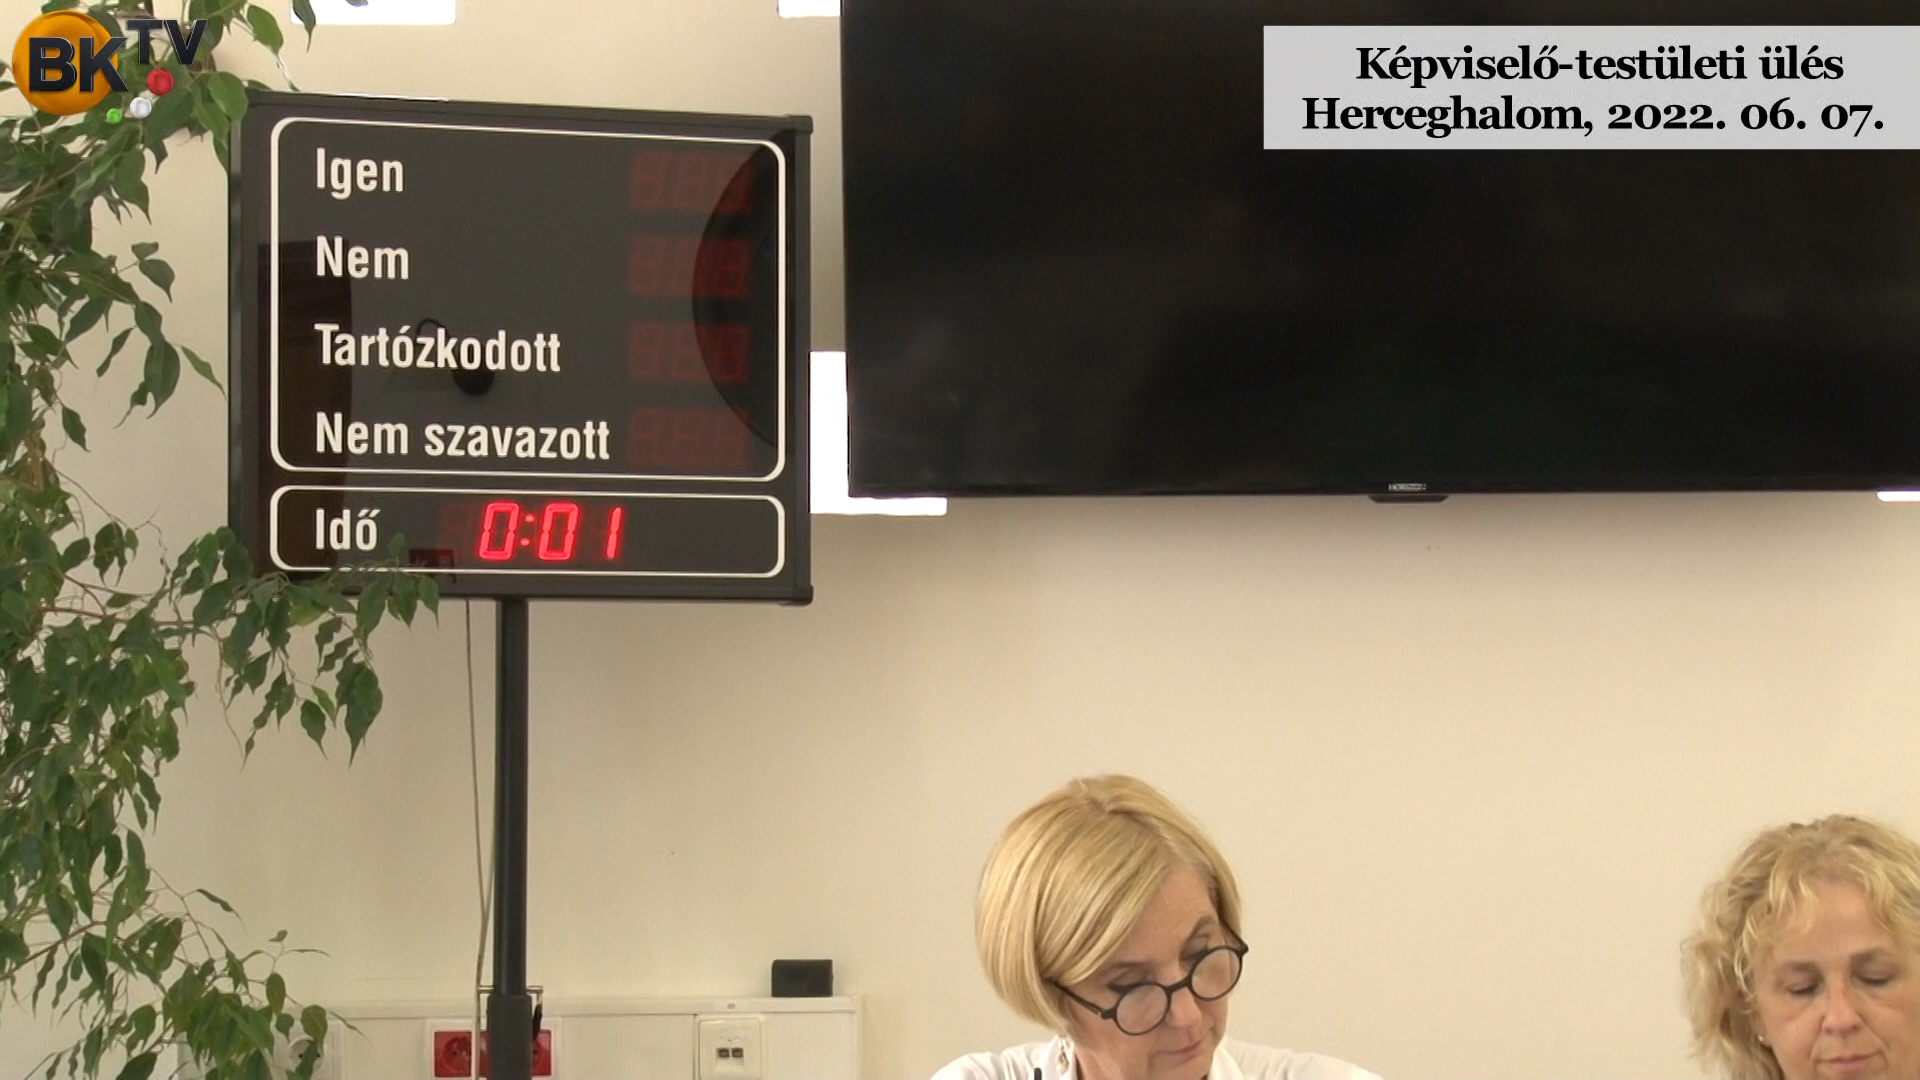 BKTV
Képviselő-testületi ülés
Herceghalom, 2022. 06. 07.
Igen
Nem
Tartózkodott
Nem szavazott
Idő 0:01